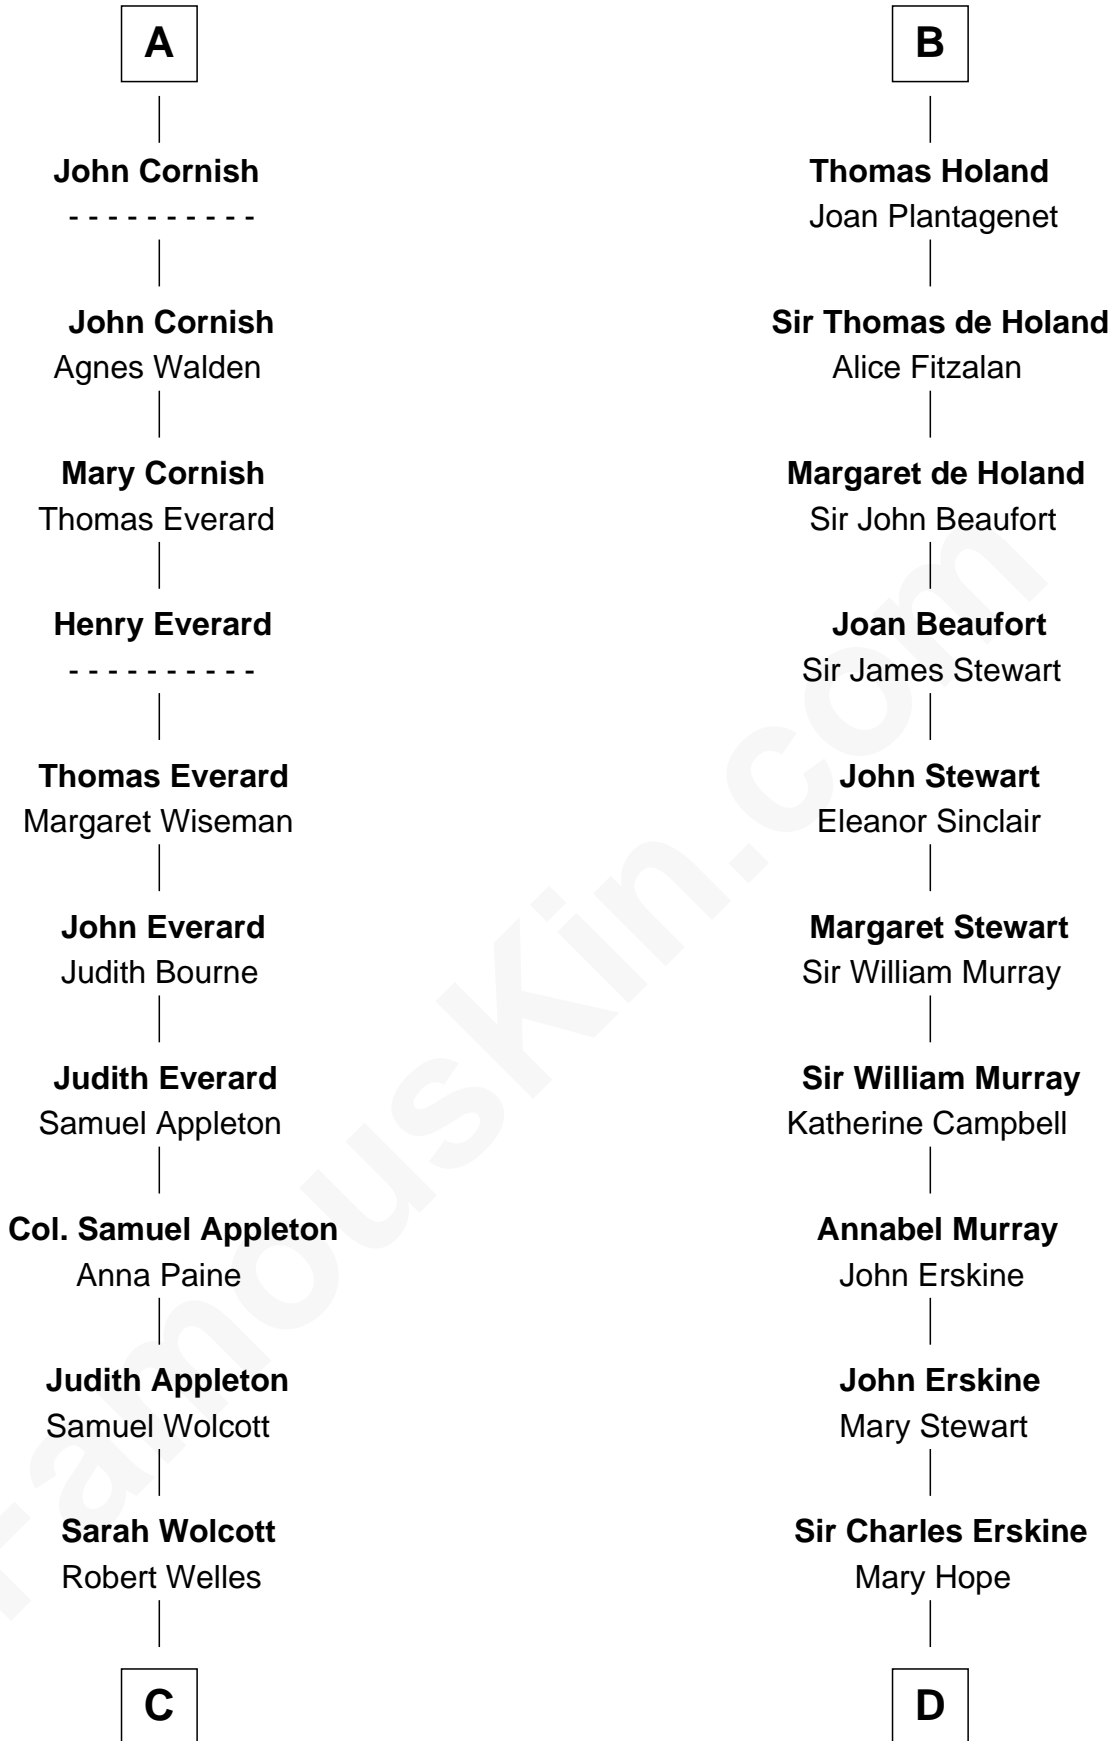 A
John Cornish
- - - - - - - - - -
John Cornish
Agnes Walden
Mary Cornish
Thomas Everard
Henry Everard
- - - - - - - - - -
Thomas Everard
Margaret Wiseman
John Everard
Judith Bourne
Judith Everard
Samuel Appleton
Col. Samuel Appleton
Anna Paine
Judith Appleton
Samuel Wolcott
Sarah Wolcott
Robert Welles
C
B
Thomas Holand
Joan Plantagenet
Sir Thomas de Holand
Alice Fitzalan
Margaret de Holand
Sir John Beaufort
Joan Beaufort
Sir James Stewart
John Stewart
Eleanor Sinclair
Margaret Stewart
Sir William Murray
Sir William Murray
Katherine Campbell
Annabel Murray
John Erskine
John Erskine
Mary Stewart
Sir Charles Erskine
Mary Hope
D
FamousKin.com